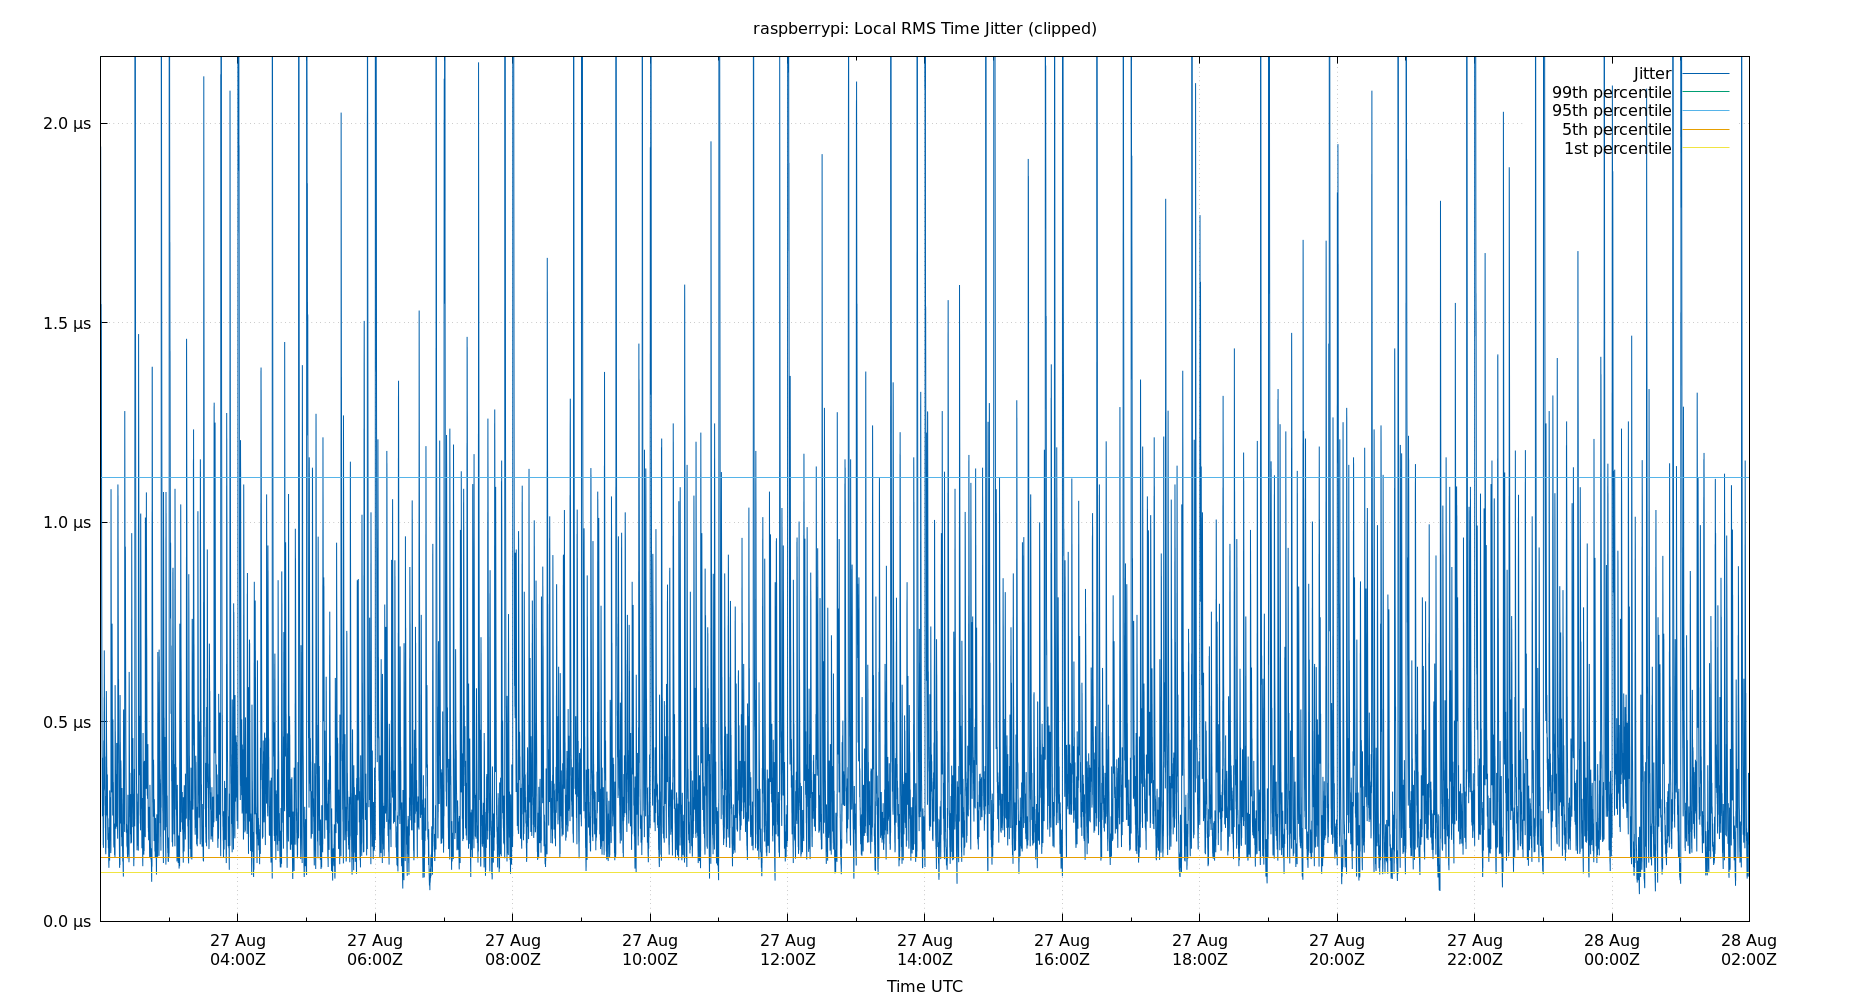 raspberrypi: Local RMS Time Jitter (clipped)
Jitter
99th percentile
95th percentile
5th percentile
1st percentile
2.0 µs
1.5 µs
1.0 µs
0.5 µs
0.0 µs
27 Aug 27 Aug 27 Aug 27 Aug 27 Aug 27 Aug 27 Aug 27 Aug 27 Aug 27 Aug 28 Aug 28 Aug
04:00Z 06:00Z 08:00Z 10:00Z 12:00Z 14:00Z 16:00Z 18:00Z 20:00Z 22:00Z 00:00Z 02:00Z
Time UTC